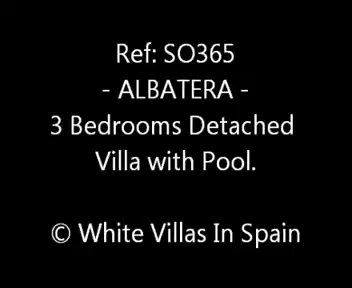 Ref: SO365
- ALBATERA -
3 Bedrooms Detached
Villa with Pool.
© White Villas In Spain